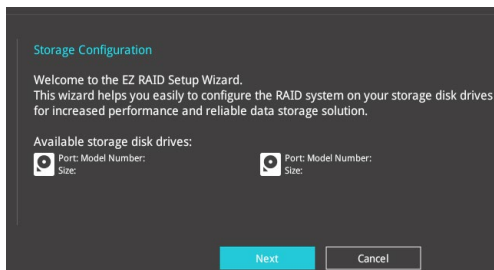 Storage Configuration
Welcome to the EZ RAID Setup Wizard.
This wizard helps you easily to configure the RAID system on your storage disk drives
for increased performance and reliable data storage solution.
Available storage disk drives:
Port: Model Number:
Size:
Port: Model Number:
Size:
Next
Cancel